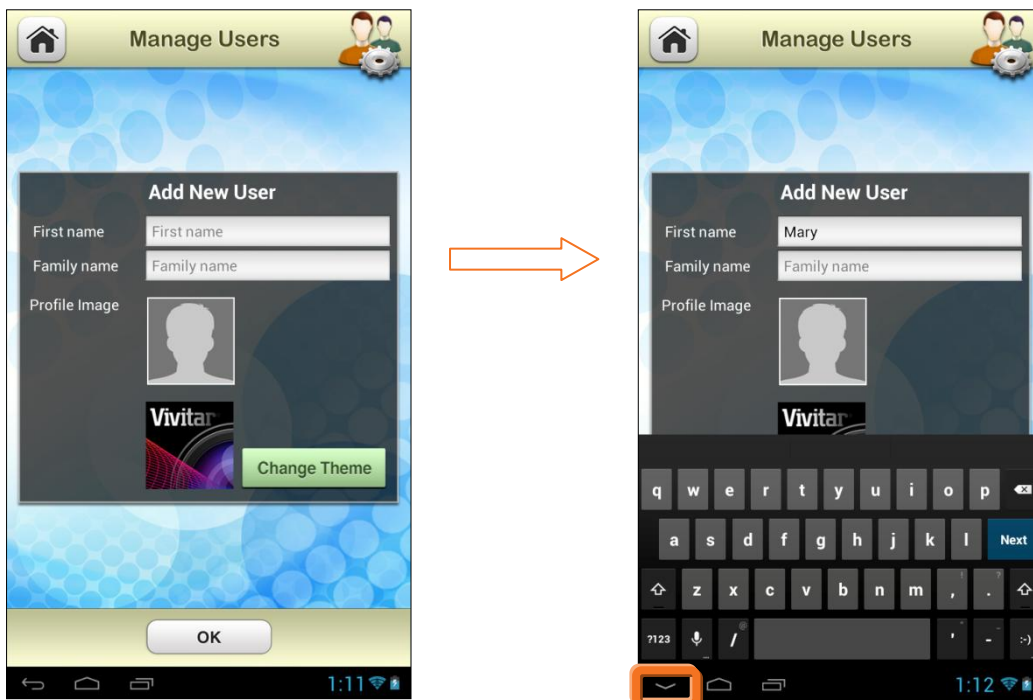 Manage Users
Add New User
First name First name
Family name Family name
Profile Image
Vivitar
Change Theme
OK
1:11
Manage Users
Add New User
First name Mary
Family name Family name
Profile Image
Vivitar
q w e r t y u i o p
a s d f g h j k l Next
z x c v b n m ! , ? .
?123 @ / ' - :-)
1:12